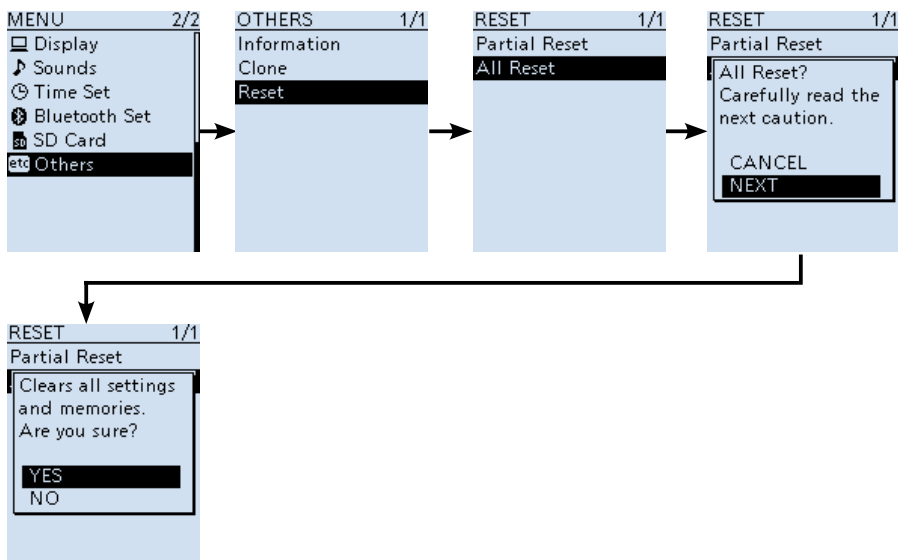 MENU 2/2
Display
Sounds
Time Set
Bluetooth Set
SD SD Card
etc Others
OTHERS 1/1
Information
Clone
Reset
RESET 1/1
Partial Reset
All Reset
RESET 1/1
Partial Reset
All Reset?
Carefully read the
next caution.
CANCEL
NEXT
RESET 1/1
Partial Reset
Clears all settings
and memories.
Are you sure?
YES
NO